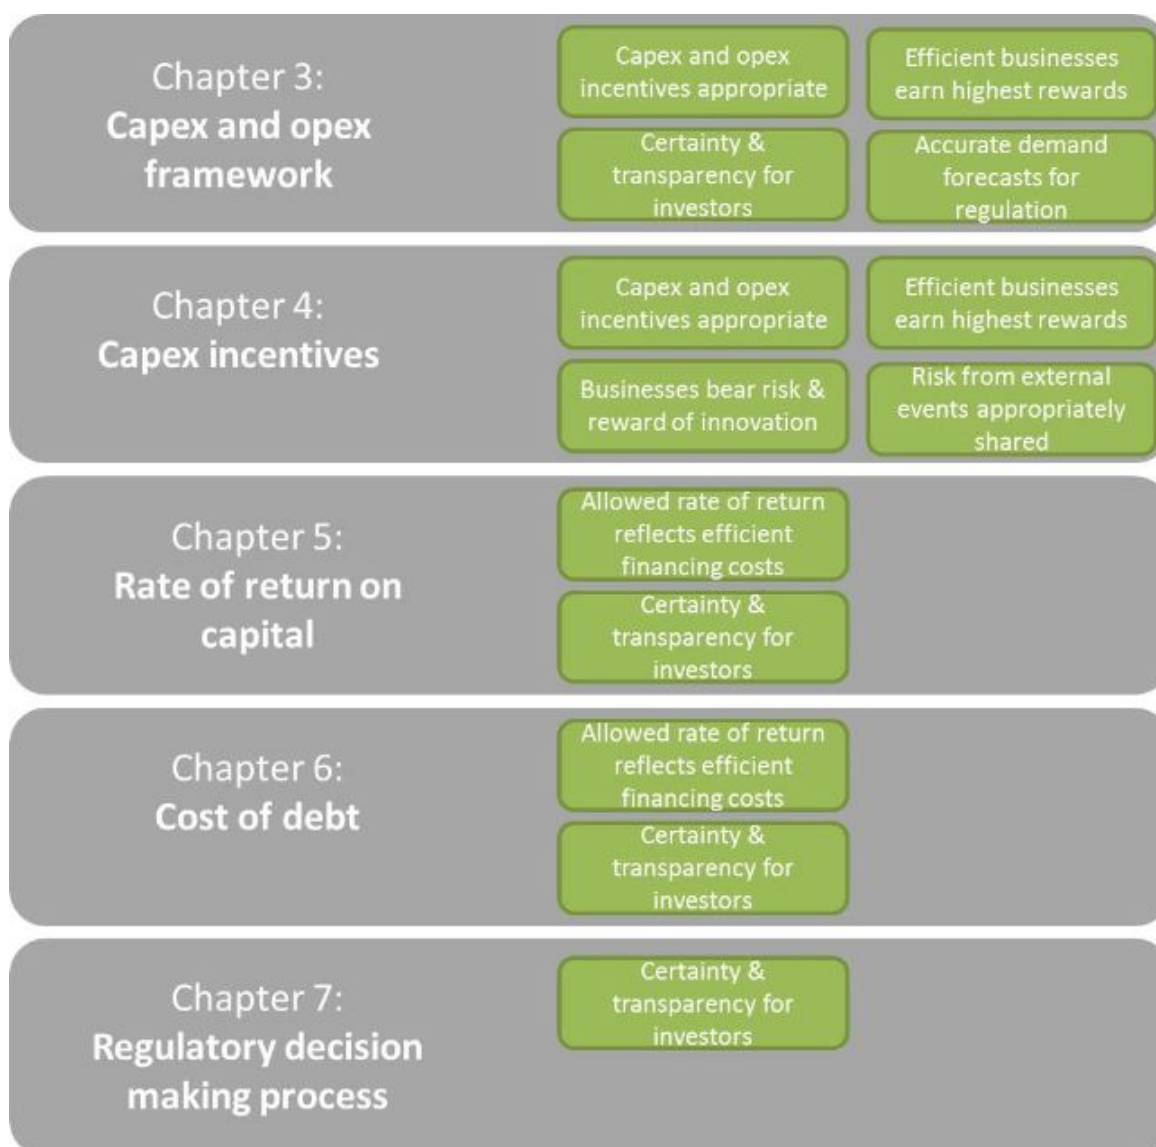 Chapter 3:
Capex and opex
framework
Capex and opex
incentives appropriate
Efficient businesses
earn highest rewards
Certainty &
transparency for
investors
Accurate demand
forecasts for
regulation
Chapter 4:
Capex incentives
Capex and opex
incentives appropriate
Efficient businesses
earn highest rewards
Businesses bear risk &
reward of innovation
Risk from external
events appropriately
shared
Chapter 5:
Rate of return on
capital
Allowed rate of return
reflects efficient
financing costs
Certainty &
transparency for
investors
Chapter 6:
Cost of debt
Allowed rate of return
reflects efficient
financing costs
Certainty &
transparency for
investors
Chapter 7:
Regulatory decision
making process
Certainty &
transparency for
investors